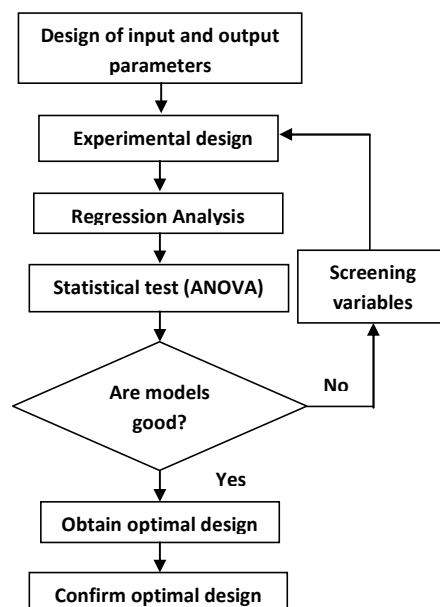 Design of input and output
parameters
Experimental design
Regression Analysis
Statistical test (ANOVA)
Screening
variables
Are models
good?
No
Yes
Obtain optimal design
Confirm optimal design